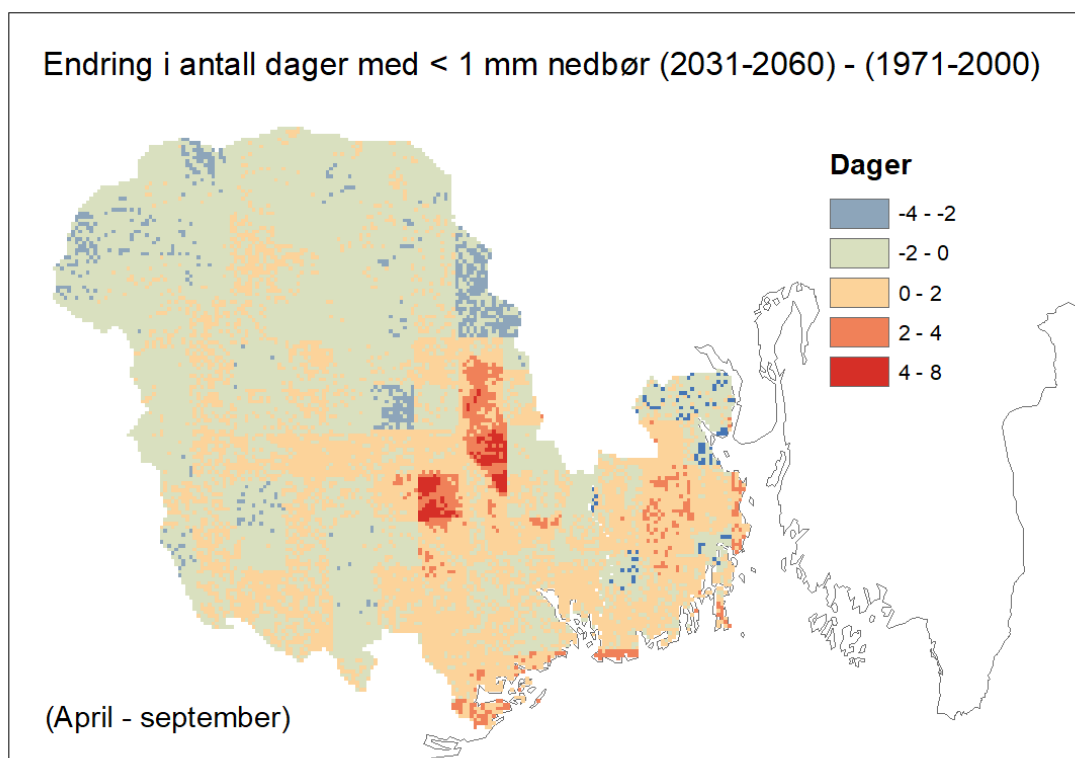 Endring i antall dager med < 1 mm nedbør (2031-2060) - (1971-2000)
Dager
-4 - -2
-2 - 0
0 - 2
2 - 4
4 - 8
(April - september)